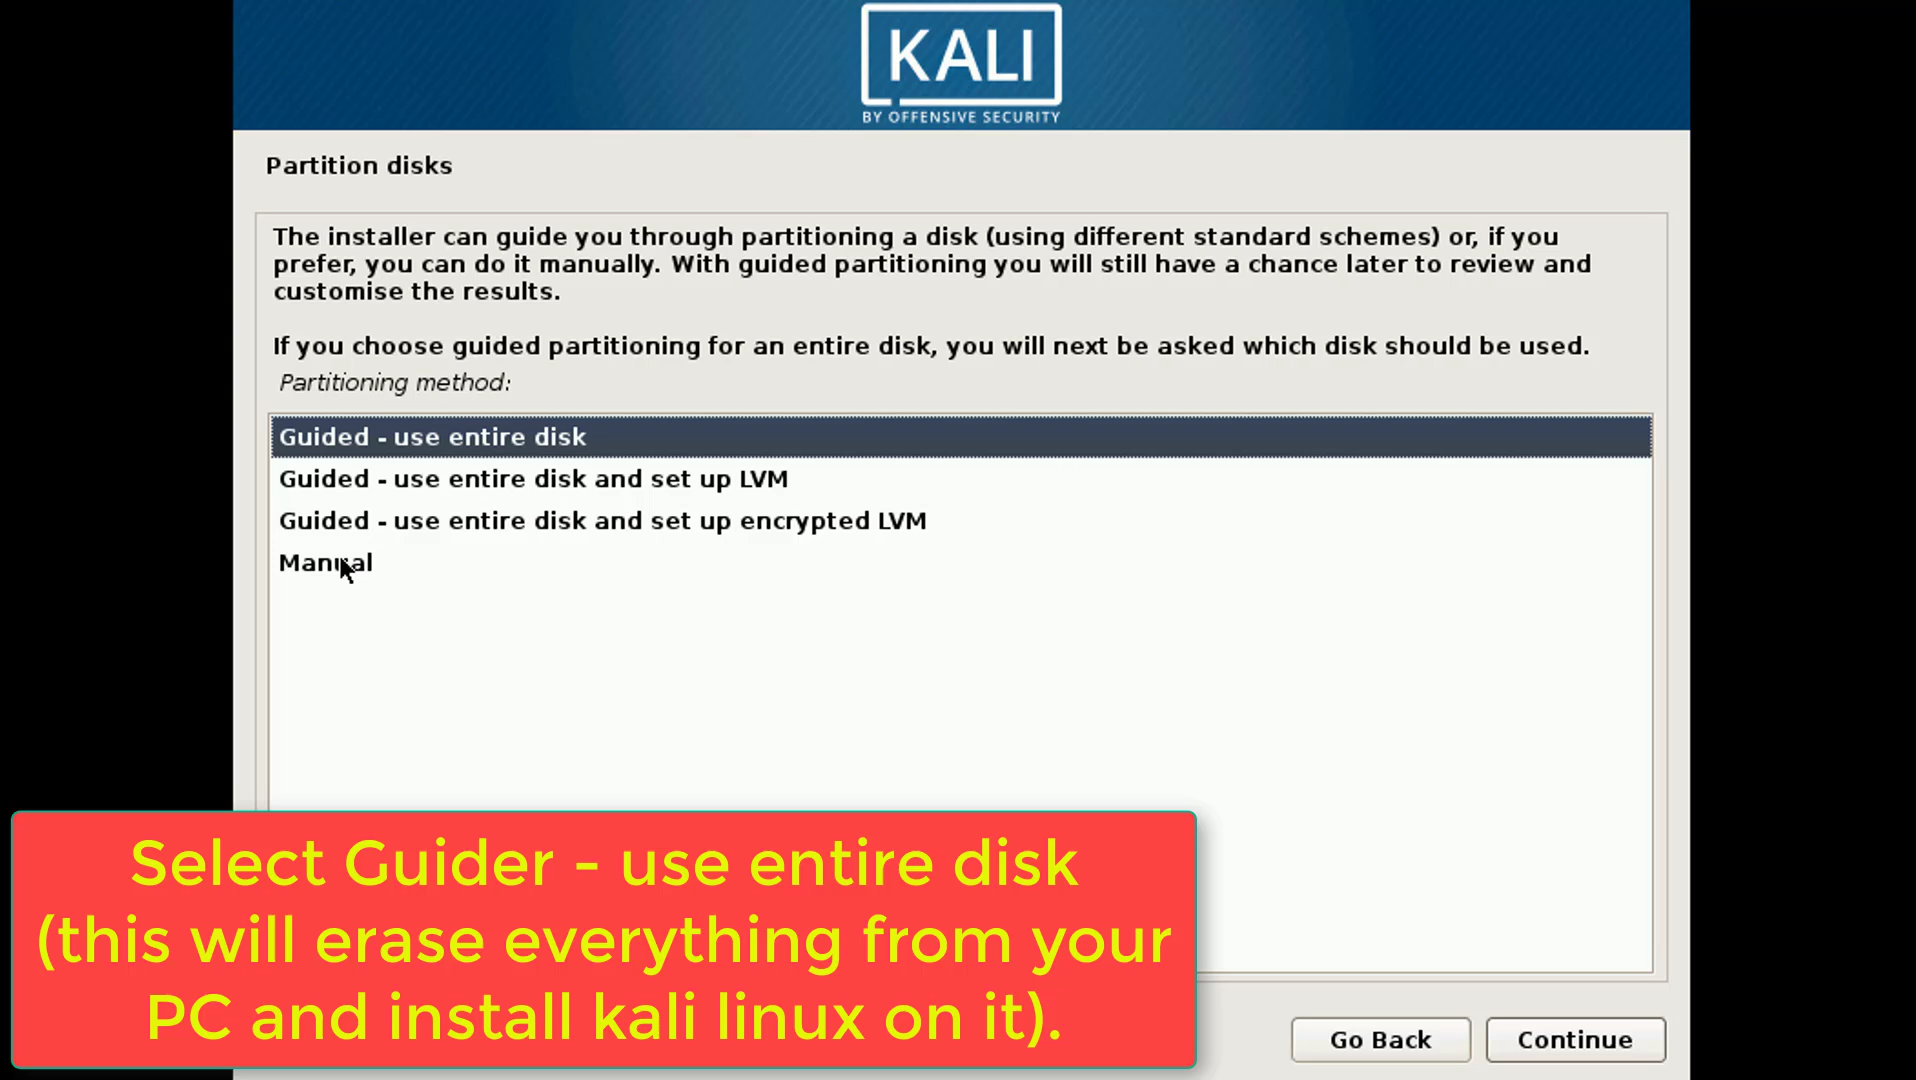 KALI
BY OFFENSIVE SECURITY
Partition disks
The installer can guide you through partitioning a disk (using different standard schemes) or, if you
prefer, you can do it manually. With guided partitioning you will still have a chance later to review and
customise the results.
If you choose guided partitioning for an entire disk, you will next be asked which disk should be used.
Partitioning method:
Guided - use entire disk
Guided - use entire disk and set up LVM
Guided - use entire disk and set up encrypted LVM
Manual
Select Guider - use entire disk
(this will erase everything from your
PC and install kali linux on it).
Go Back
Continue